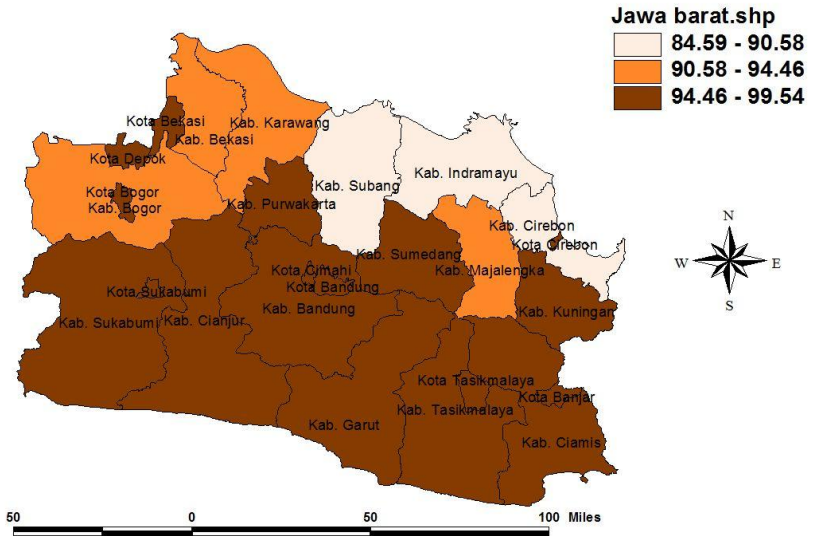 Jawa barat.shp
84.59 - 90.58
90.58 - 94.46
94.46 - 99.54
Kota Bekasi
Kab. Karawang
Kab. Bekasi
Kota Depok
Kab. Subang
Kab. Indramayu
Kota Bogor
Kab. Bogor
Kab. Purwakarta
Kab. Cirebon
Kota Cirebon
Kab. Sumedang
Kab. Majalengka
Kota Cimahi
Kota Bandung
Kota Sukabumi
Kab. Bandung
Kab. Kuningan
Kab. Sukabumi
Kab. Cianjur
Kota Tasikmalaya
Kota Banjar
Kab. Tasikmalaya
Kab. Garut
Kab. Ciamis
N
W
E
S
50 0 50 100 Miles